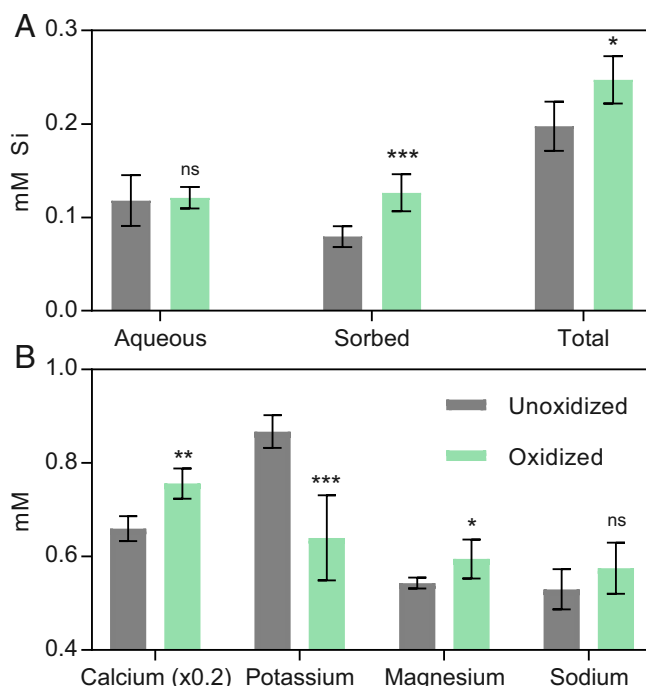 A
0.3
*
ns
***
0.2
mM Si
0.1
0.0
Aqueous Sorbed Total
B
1.0
Unoxidized
Oxidized
0.8
**
***
*
ns
mM
0.6
0.4
Calcium (x0.2) Potassium Magnesium Sodium